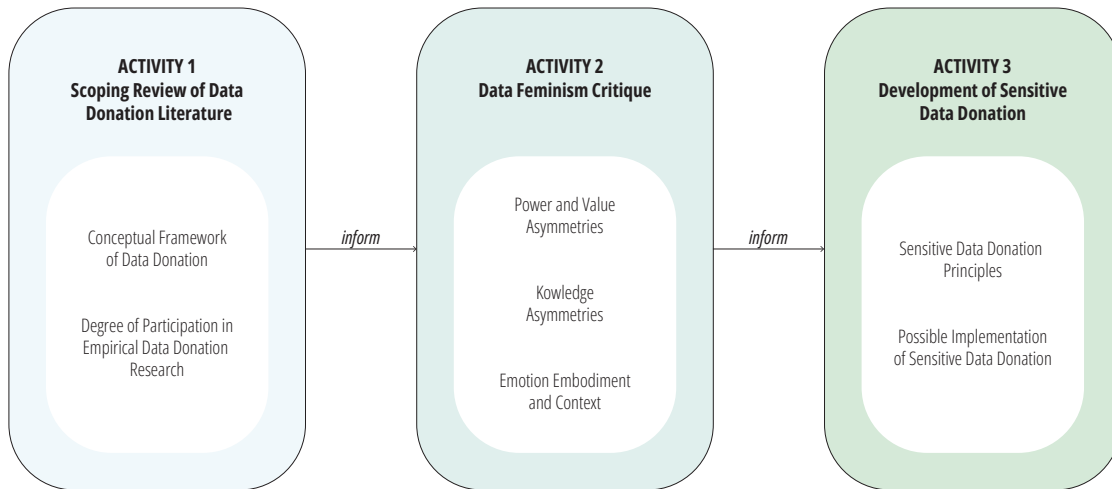 ACTIVITY 1
Scoping Review of Data
Donation Literature
Conceptual Framework
of Data Donation
Degree of Participation in
Empirical Data Donation
Research
inform
ACTIVITY 2
Data Feminism Critique
Power and Value
Asymmetries
Kowledge
Asymmetries
Emotion Embodiment
and Context
inform
ACTIVITY 3
Development of Sensitive
Data Donation
Sensitive Data Donation
Principles
Possible Implementation
of Sensitive Data Donation